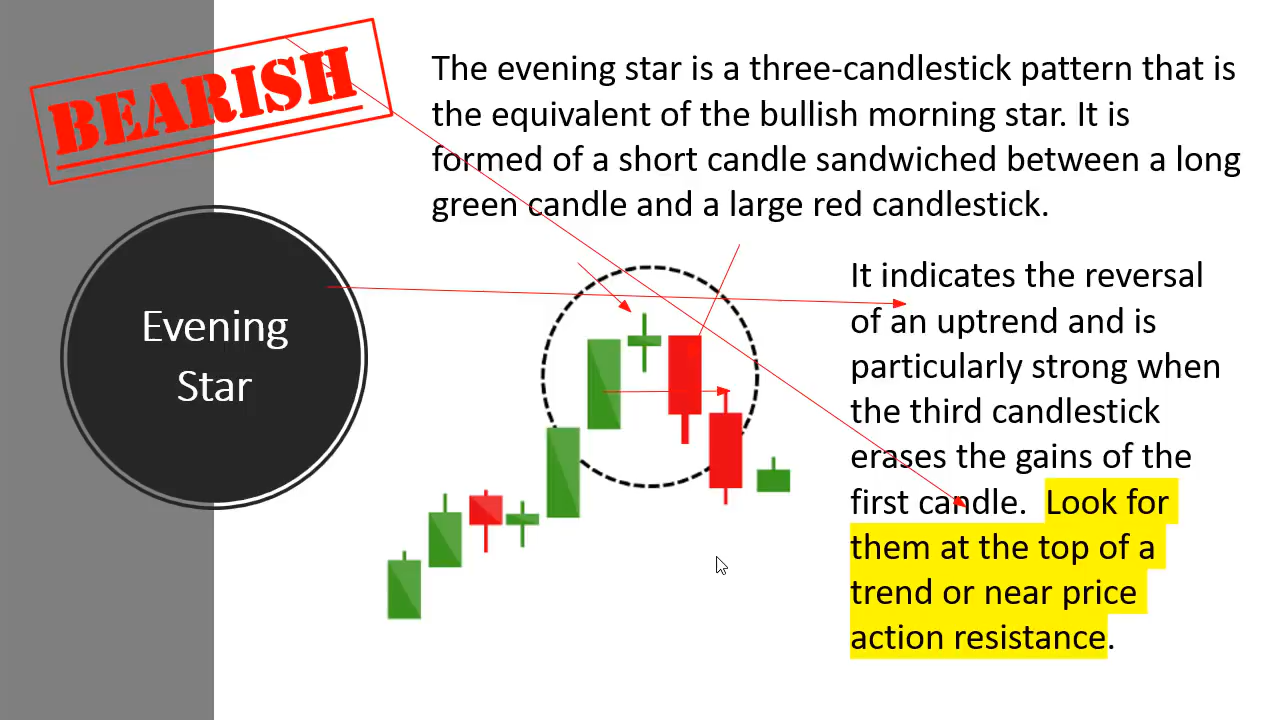 BEARISH
The evening star is a three-candlestick pattern that is
the equivalent of the bullish morning star. It is
formed of a short candle sandwiched between a long
green candle and a large red candlestick.
Evening
Star
It indicates the reversal
of an uptrend and is
particularly strong when
the third candlestick
erases the gains of the
first candle. Look for
them at the top of a
trend or near price
action resistance.